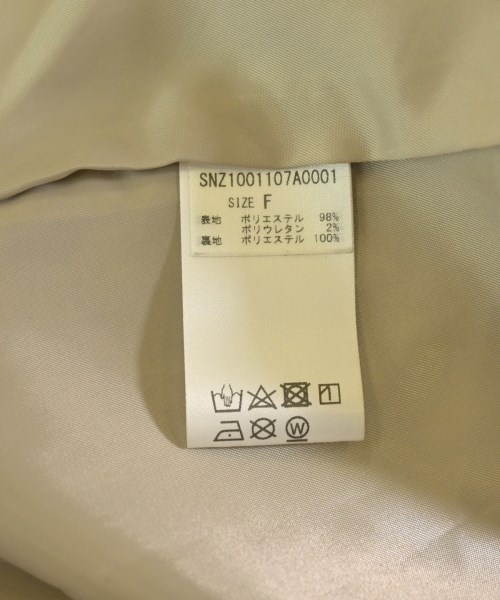 SNZ1001107A0001
SIZE F
表地 ポリエステル 98%
ポリウレタン 2%
裏地 ポリエステル 100%
W